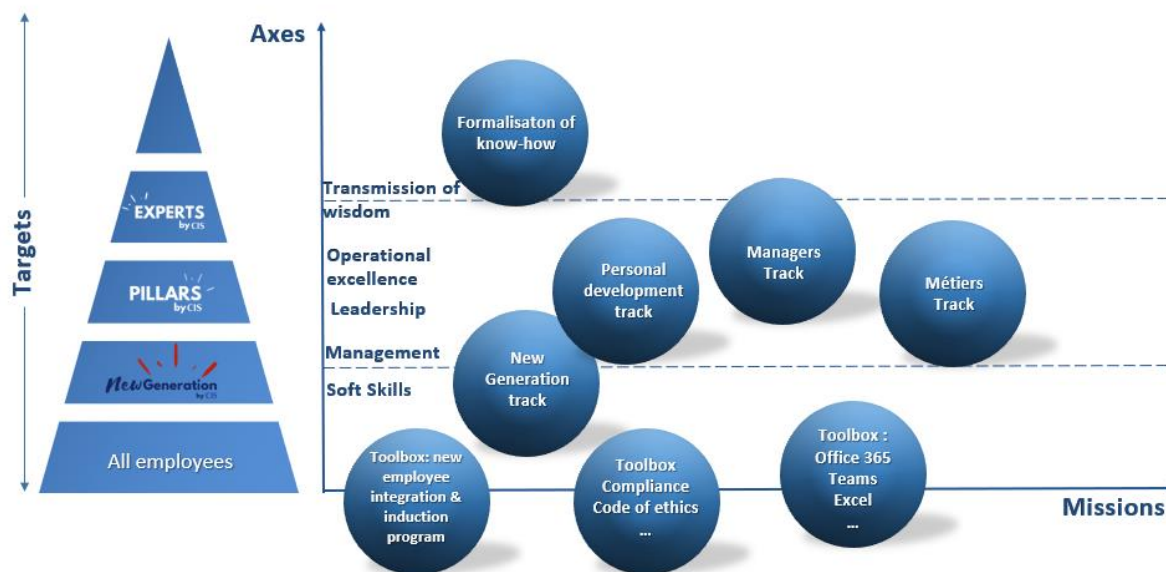 Targets
EXPERTS
by CIS
PILLARS
by CIS
NewGeneration
by CIS
All employees
Axes
Transmission of
wisdom
Operational
excellence
Leadership
Management
Soft Skills
Formalisaton of
know-how
Managers
Track
Personal
development
track
Métiers
Track
New
Generation
track
Toolbox: new
employee
integration &
induction
program
Toolbox
Compliance
Code of ethics
...
Toolbox :
Office 365
Teams
Excel
...
Missions